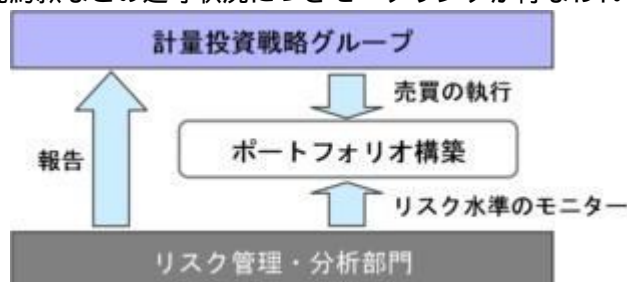 計量投資戦略グループ
売買の執行
ポートフォリオ構築
報告
リスク水準のモニター
リスク管理・分析部門